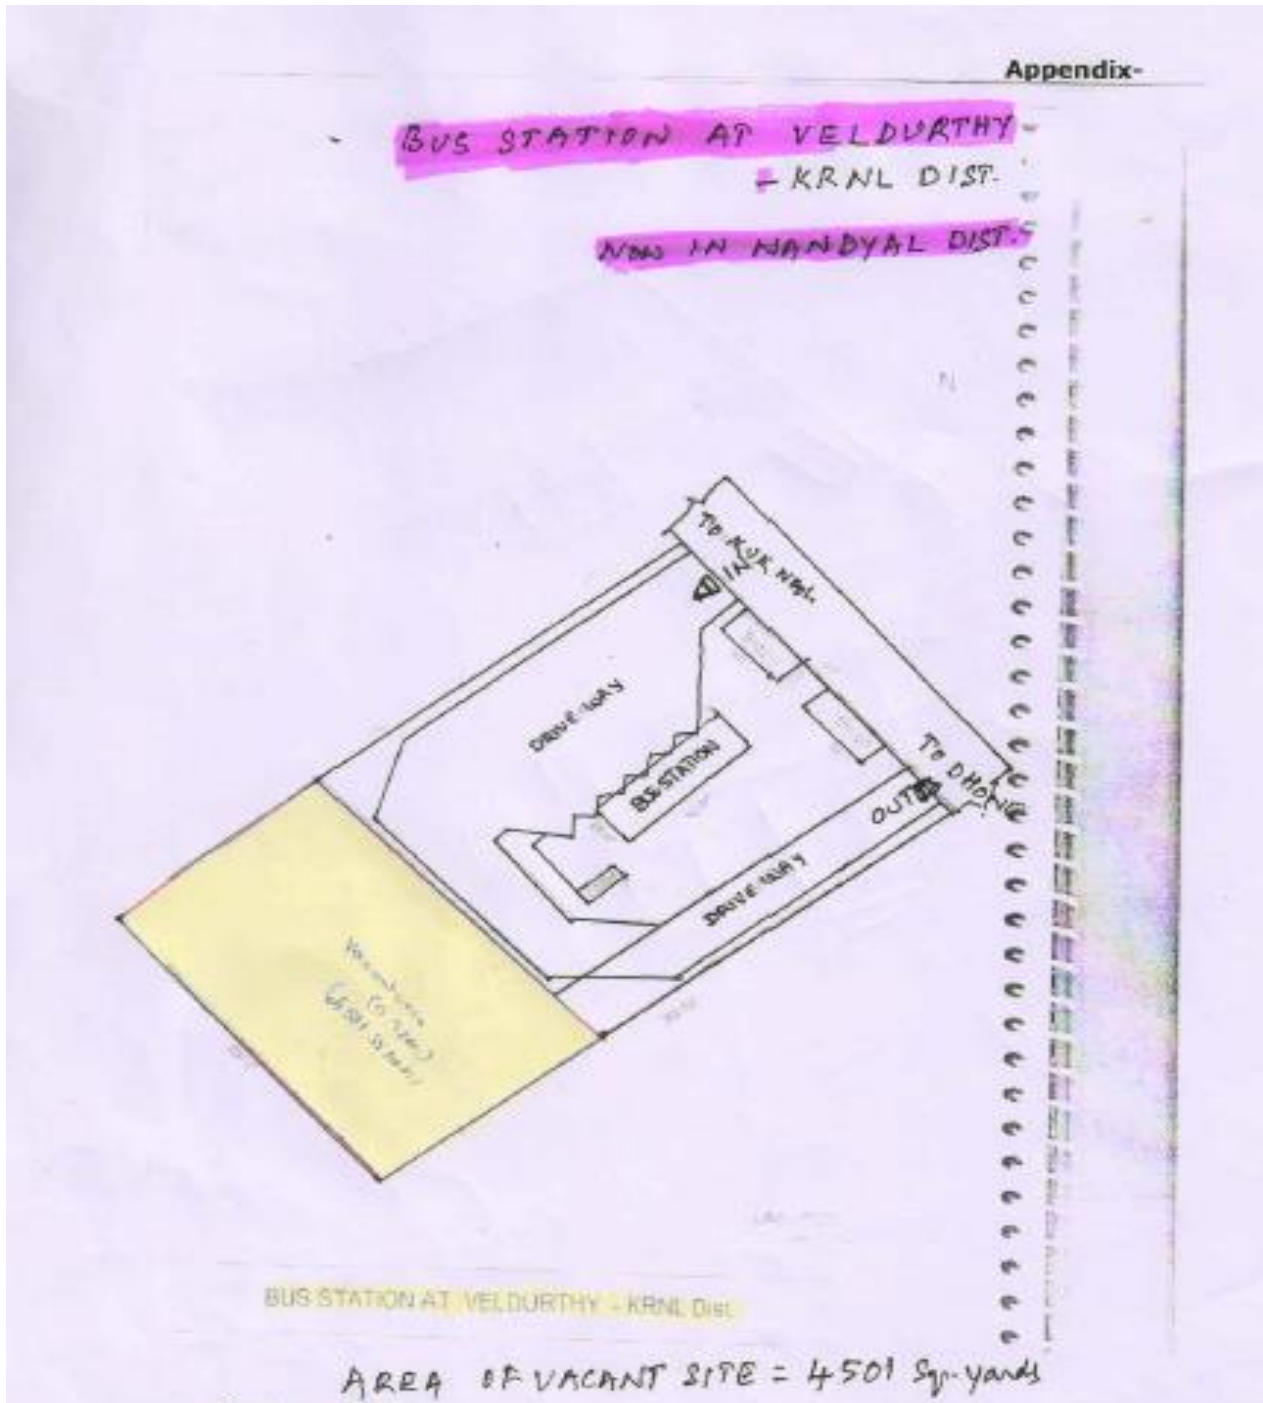 Appendix-
BUS STATION AT VELDURTHY
- KRNL DIST.
NOW IN NANDYAL DIST.
N
TO KURNOOL.
IN
DRIVE WAY
BUS STATION
TO DHONE
OUT
DRIVE WAY
BUS STATION AT VELDURTHY - KRNL Dist.
AREA OF VACANT SITE = 4501 Sqr. yards